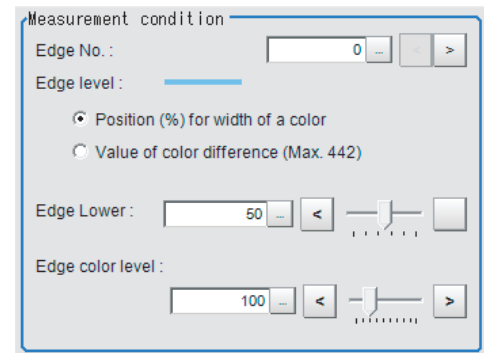 Measurement condition
Edge No. : 0 ... < >
Edge level :
Position (%) for width of a color
Value of color difference (Max. 442)
Edge Lower : 50 ... <
Edge color level :
100 ... < >